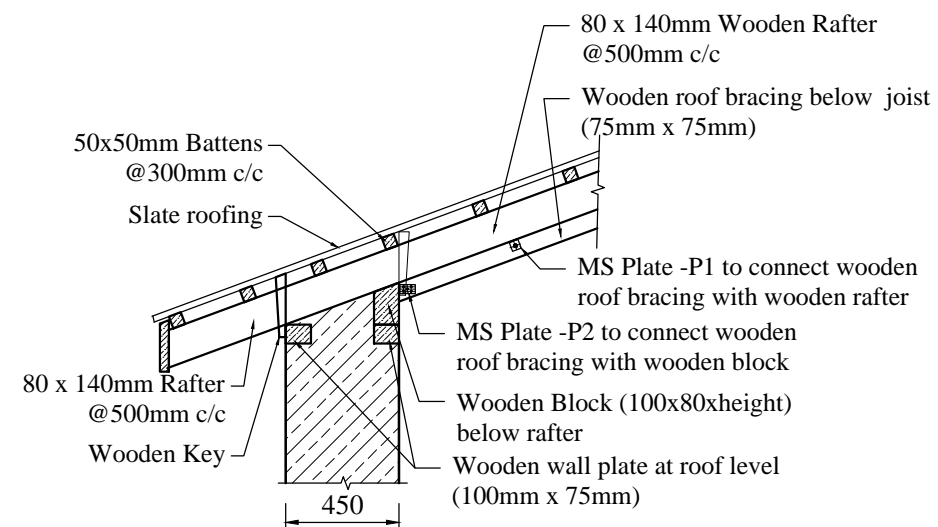 80 x 140mm Wooden Rafter
@500mm c/c
Wooden roof bracing below joist
(75mm x 75mm)
50x50mm Battens
@300mm c/c
Slate roofing
MS Plate -P1 to connect wooden
roof bracing with wooden rafter
MS Plate -P2 to connect wooden
roof bracing with wooden block
80 x 140mm Rafter
@500mm c/c
Wooden Key
Wooden Block (100x80xheight)
below rafter
Wooden wall plate at roof level
(100mm x 75mm)
450